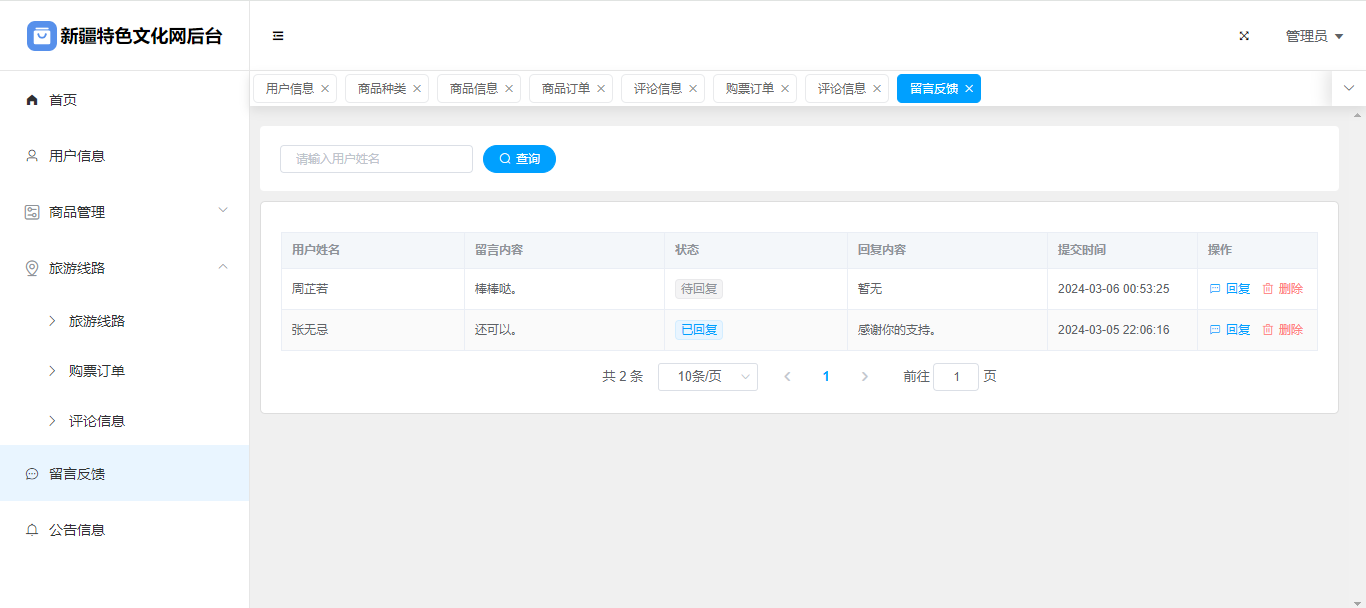 新疆特色文化网后台
管理员
用户信息 商品种类 商品信息 商品订单 评论信息 购票订单 评论信息 留言反馈
首页
用户信息
商品管理
旅游线路
旅游线路
购票订单
评论信息
留言反馈
公告信息
请输入用户姓名 查询
用户姓名 留言内容 状态 回复内容 提交时间 操作
周芷若 棒棒哒。 待回复 暂无 2024-03-06 00:53:25 回复 删除
张无忌 还可以。 已回复 感谢你的支持。 2024-03-05 22:06:16 回复 删除
共 2 条 10条/页 1 前往 1 页